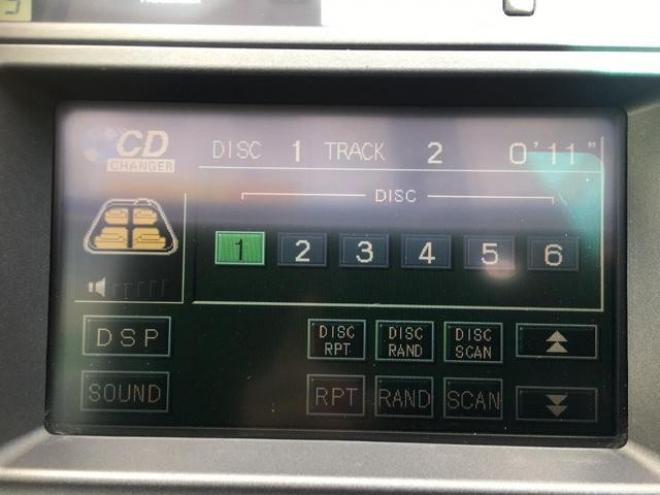 CD
CHANGER
DISC 1 TRACK 2 0'11"
DISC
1 2 3 4 5 6
DSP
DISC RPT
DISC RAND
DISC SCAN
SOUND
RPT
RAND
SCAN